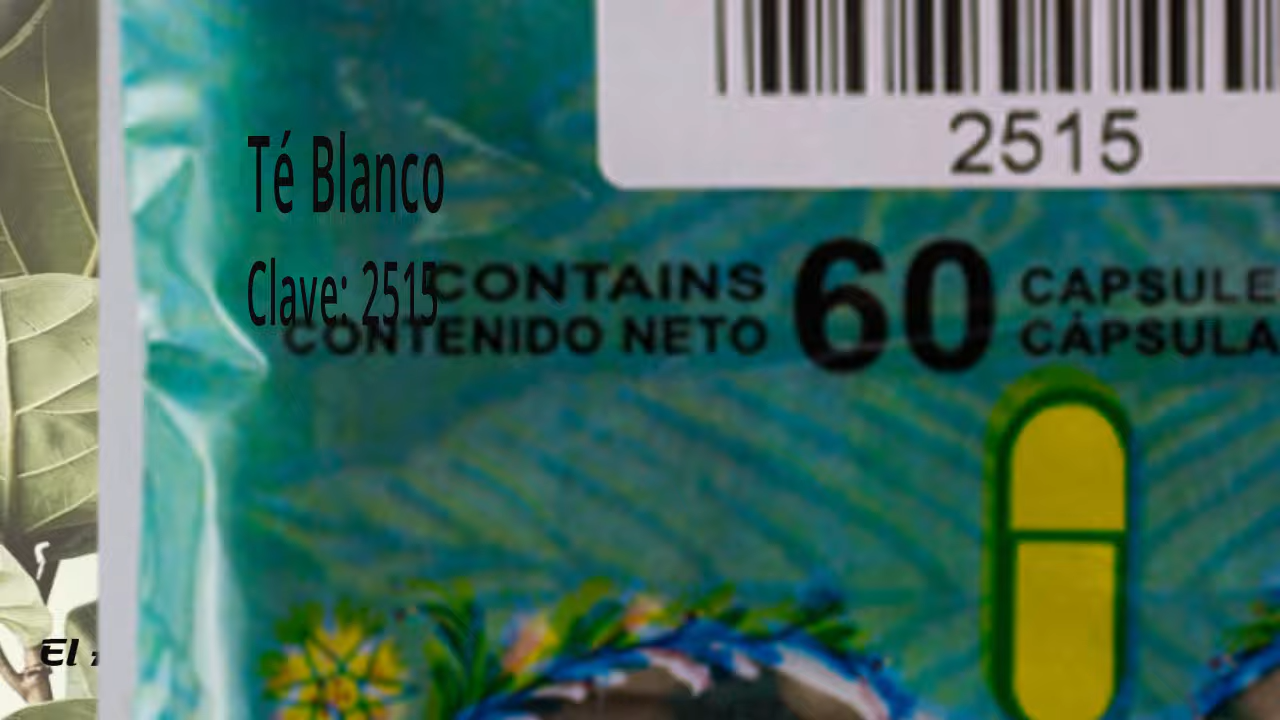 2515
Té Blanco
Clave: 2515
CONTAINS 60 CAPSULE
CONTENIDO NETO CÁPSULA
El